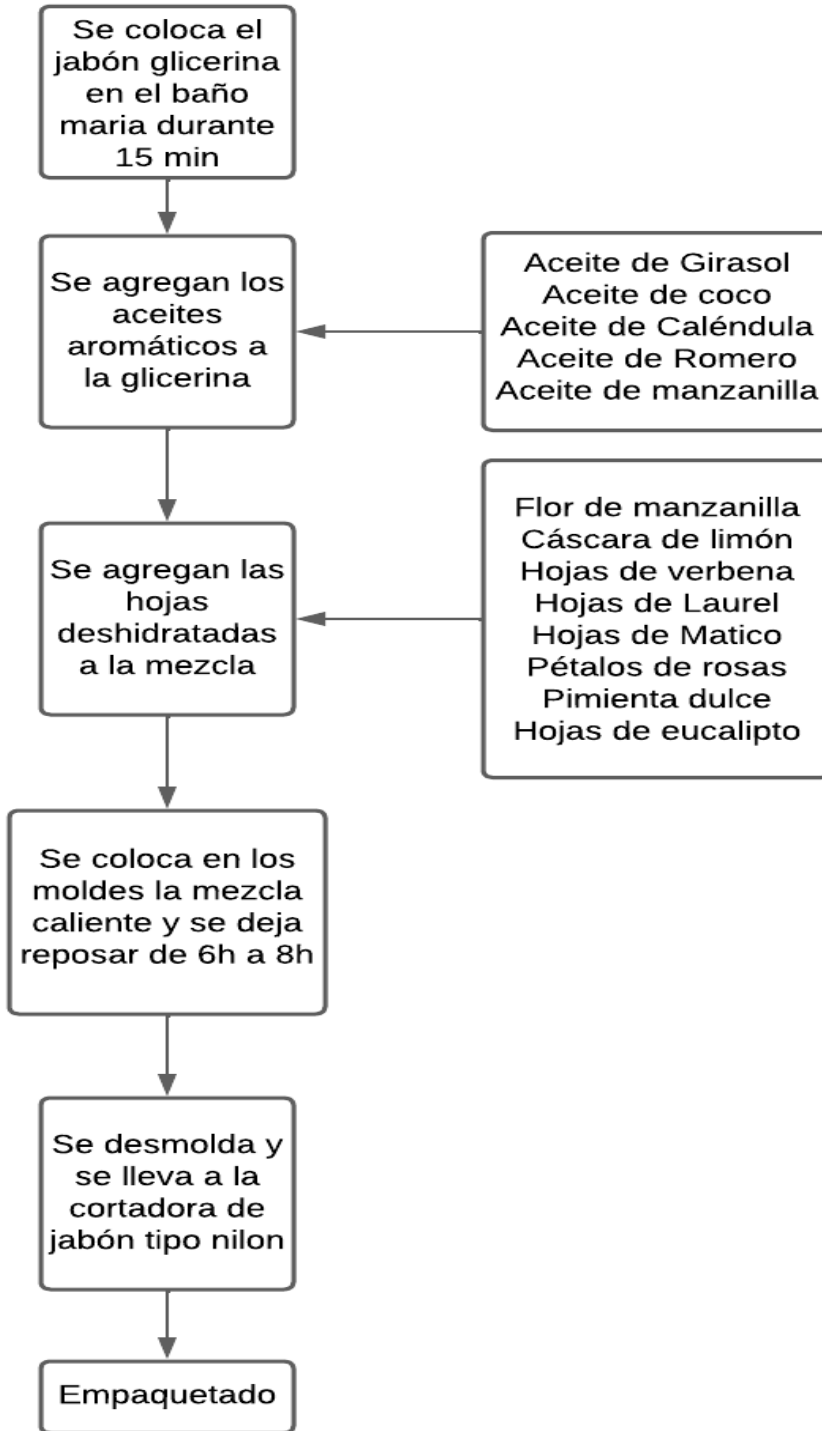 Se coloca el
jabón glicerina
en el baño
maria durante
15 min
Se agregan los
aceites
aromáticos a
la glicerina
Aceite de Girasol
Aceite de coco
Aceite de Caléndula
Aceite de Romero
Aceite de manzanilla
Se agregan las
hojas
deshidratadas
a la mezcla
Flor de manzanilla
Cáscara de limón
Hojas de verbena
Hojas de Laurel
Hojas de Matico
Pétalos de rosas
Pimienta dulce
Hojas de eucalipto
Se coloca en los
moldes la mezcla
caliente y se deja
reposar de 6h a 8h
Se desmolda y
se lleva a la
cortadora de
jabón tipo nilon
Empaquetado